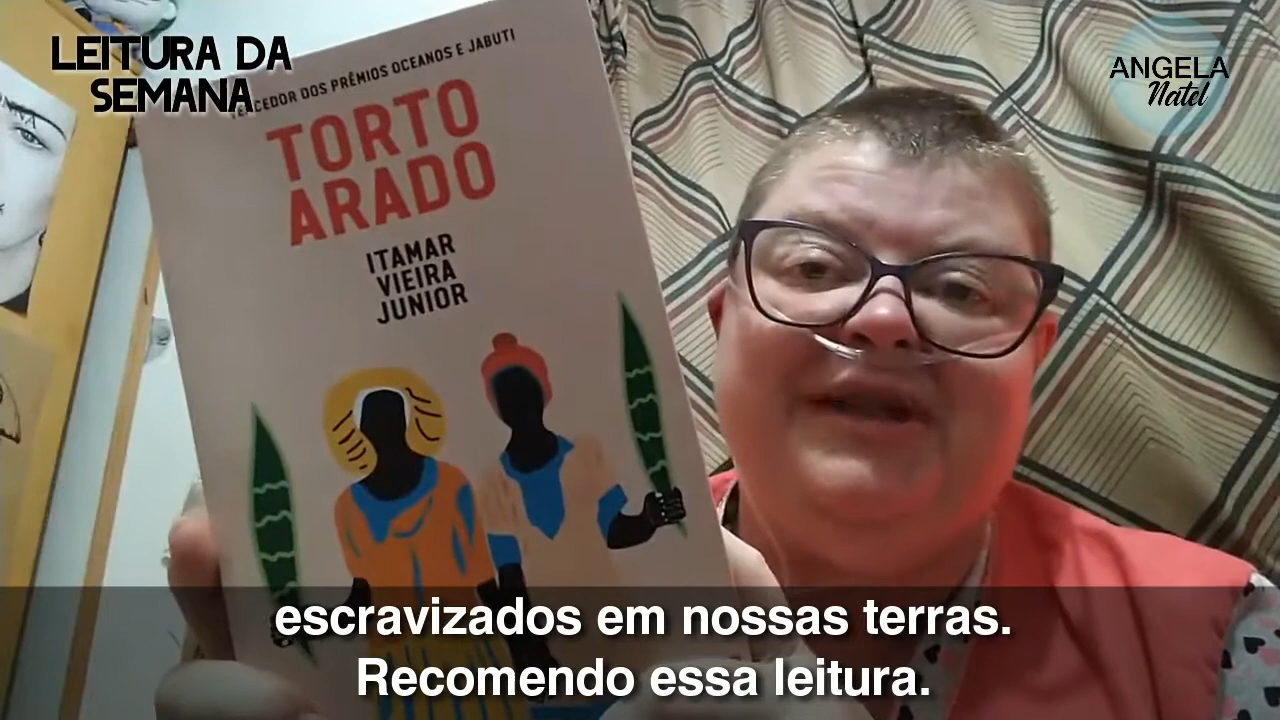 LEITURA DA
SEMANA
VENCEDOR DOS PRÊMIOS OCEANOS E JABUTI
TORTO
ARADO
ITAMAR
VIEIRA
JUNIOR
ANGELA
Natel
escravizados em nossas terras.
Recomendo essa leitura.